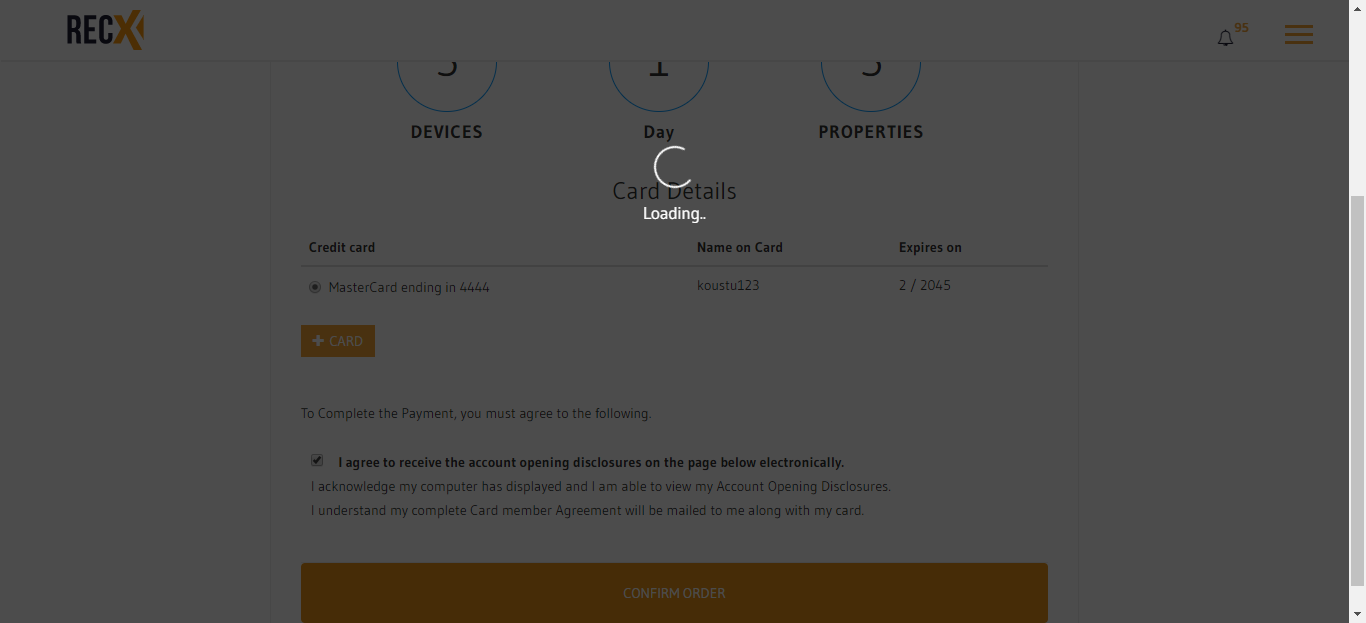 RECX
95
1
DEVICES Day PROPERTIES
Card Details
Loading..
Credit card Name on Card Expires on
MasterCard ending in 4444 koustu123 2 / 2045
CARD
To Complete the Payment, you must agree to the following.
I agree to receive the account opening disclosures on the page below electronically.
I acknowledge my computer has displayed and I am able to view my Account Opening Disclosures.
I understand my complete Card member Agreement will be mailed to me along with my card.
CONFIRM ORDER